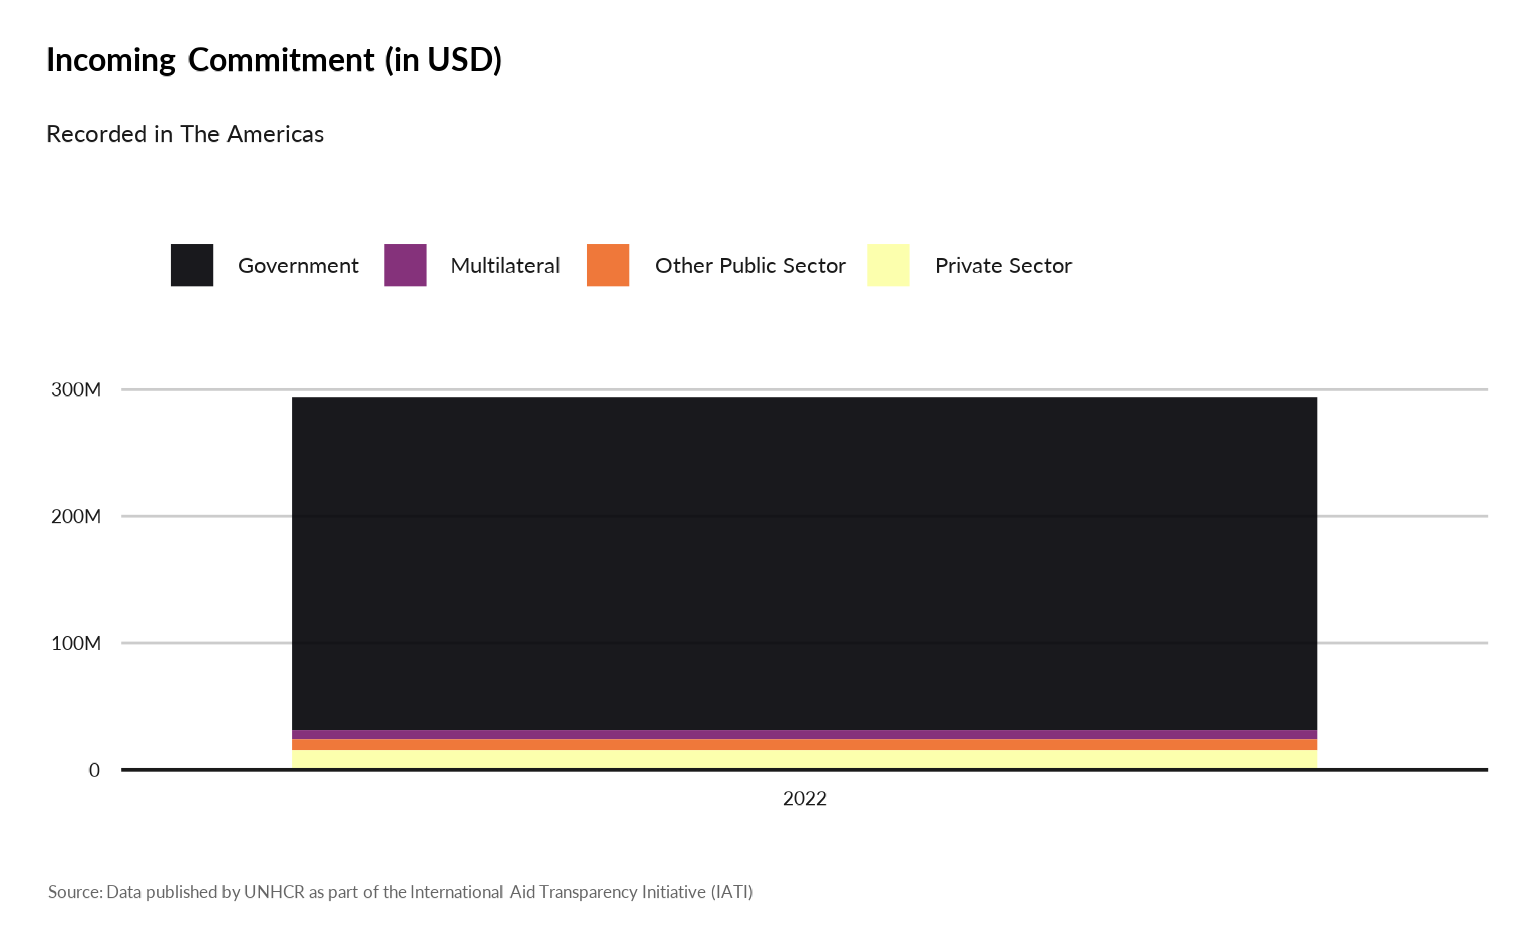 Incoming Commitment (in USD)
Recorded in The Americas
Government Multilateral Other Public Sector Private Sector
300M
200M
100M
0
2022
Source: Data published by UNHCR as part of the International Aid Transparency Initiative (IATI)